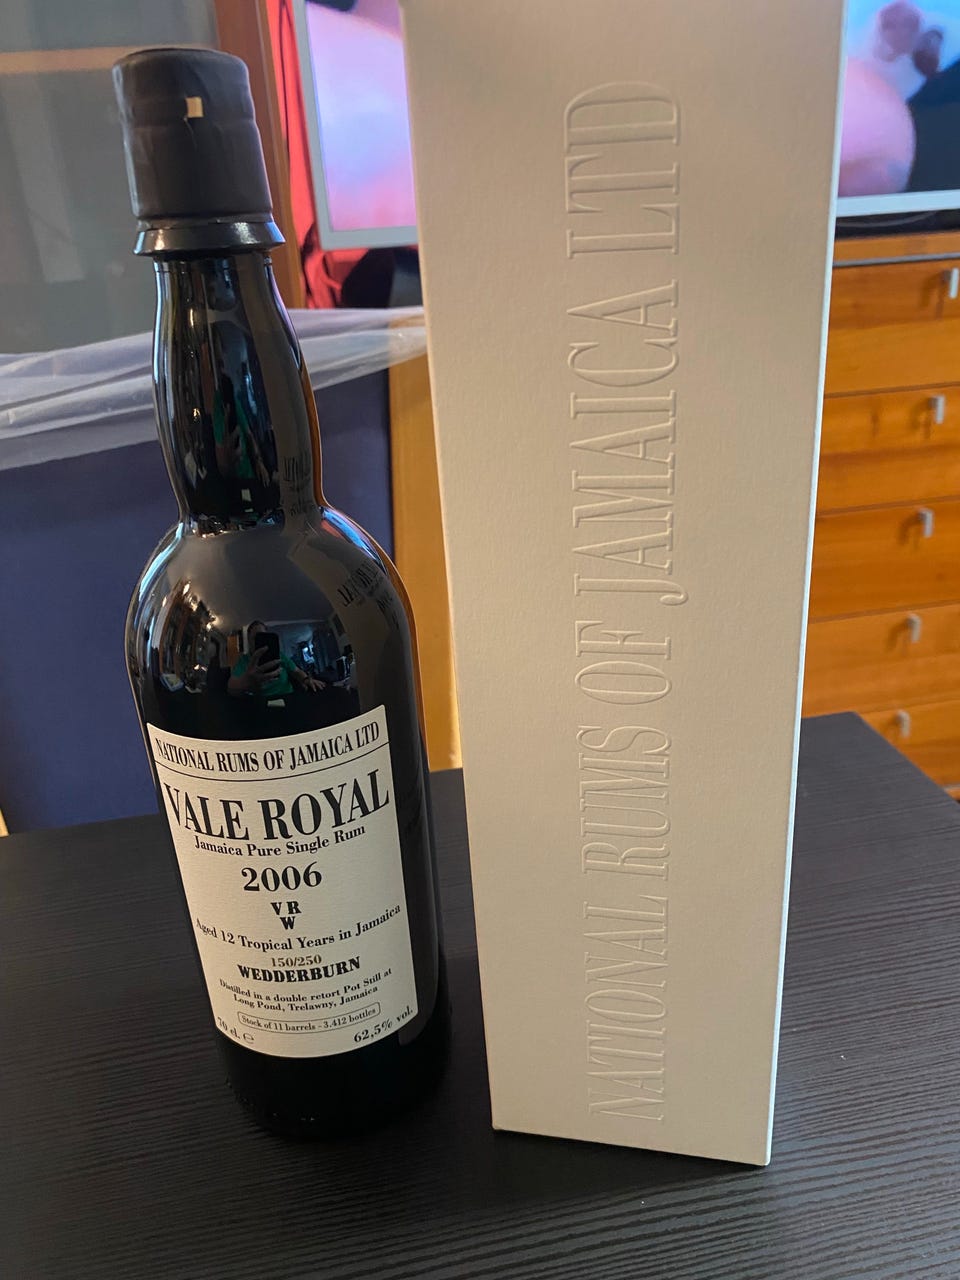 NATIONAL RUMS OF JAMAICA LTD
VALE ROYAL
Jamaica Pure Single Rum
2006
VR
W
Aged 12 Tropical Years in Jamaica
150/250
WEDDERBURN
Distilled in a double retort Pot Still at
Long Pond, Trelawny, Jamaica
Stock of 11 barrels - 3.412 bottles
70 cl. ℮
62,5% vol.
NATIONAL RUMS OF JAMAICA LTD